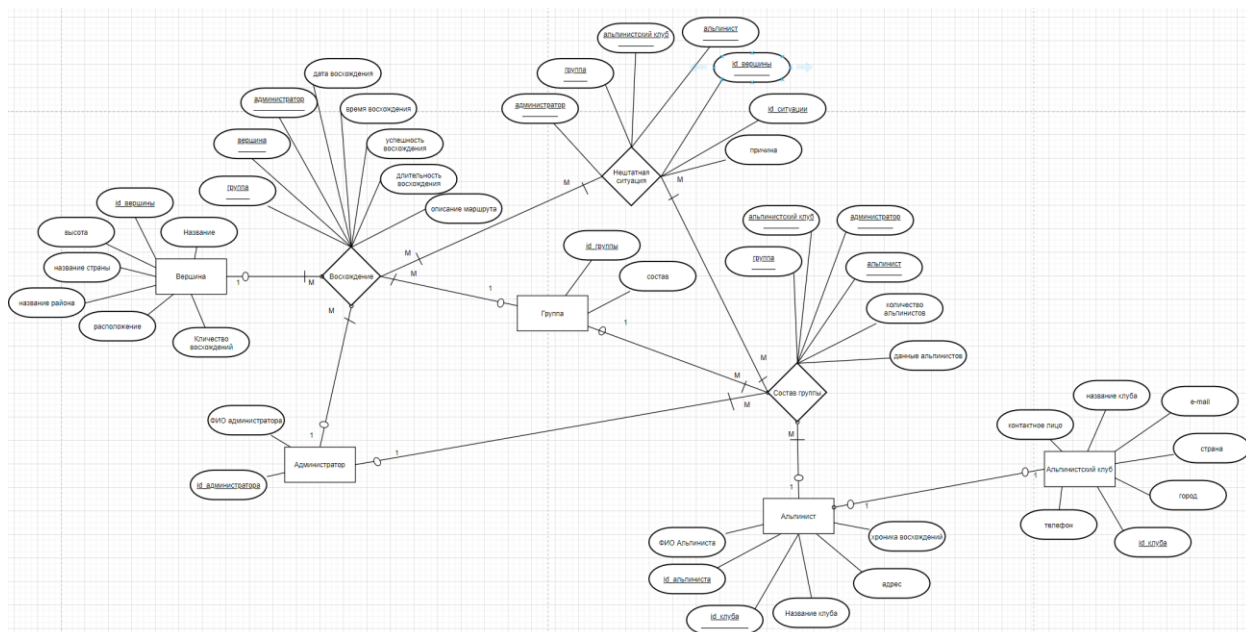 альпинистский клуб
альпинист
id_вершины
группа
администратор
id_ситуации
причина
Нештатная
ситуация
M
M
дата восхождения
администратор
время восхождения
вершина
успешность
восхождения
длительность
восхождения
группа
описание маршрута
id_вершины
высота
Название
название страны
Вершина
название района
расположение
Кличество
восхождений
1
M
Восхождение
M
M
M
id_группы
состав
1
Группа
1
альпинистский клуб
администратор
группа
альпинист
количество
альпинистов
данные альпинистов
M
M
M
Состав группы
M
ФИО администратора
1
Администратор
1
id_администратора
название клуба
e-mail
контактное лицо
страна
Альпинистский клуб
1
город
телефон
id_клуба
1
1
Альпинист
ФИО Альпиниста
хроника восхождений
id_альпиниста
адрес
id_клуба
Название клуба